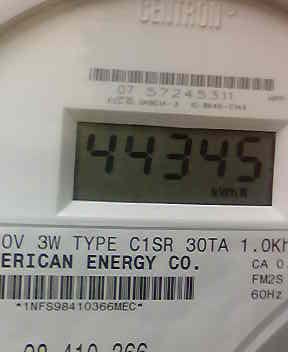 CENTRON
07 57245311
44345
kWh
0V 3W TYPE C1SR 30TA 1.0Kh
ERICAN ENERGY CO.
CA 0.
FM2S
60Hz
*1NFS98410366MEC*
98 410 366